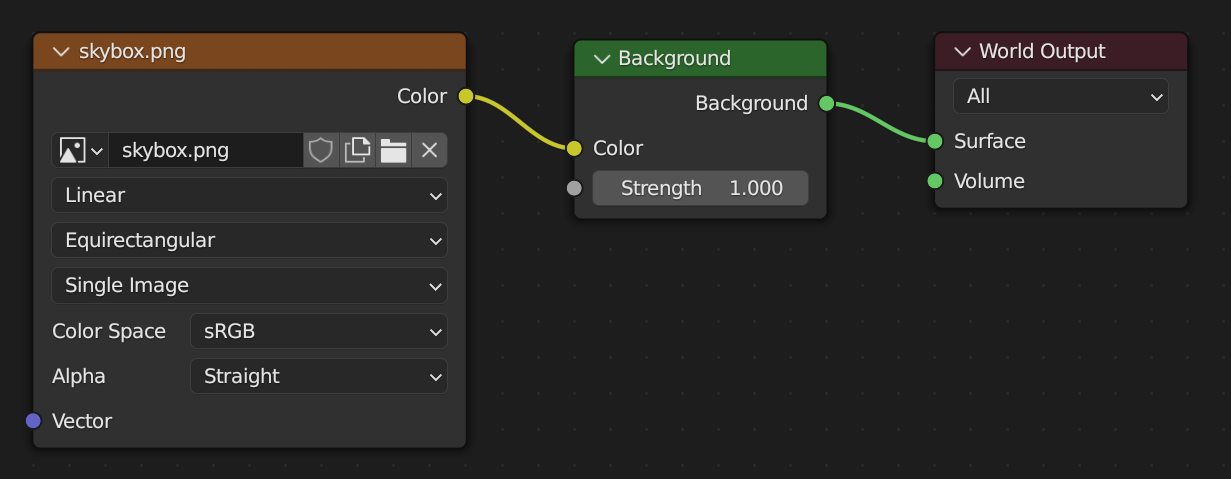 skybox.png
Color
skybox.png
Linear
Equirectangular
Single Image
Color Space sRGB
Alpha Straight
Vector
Background
Background
Color
Strength 1.000
World Output
All
Surface
Volume